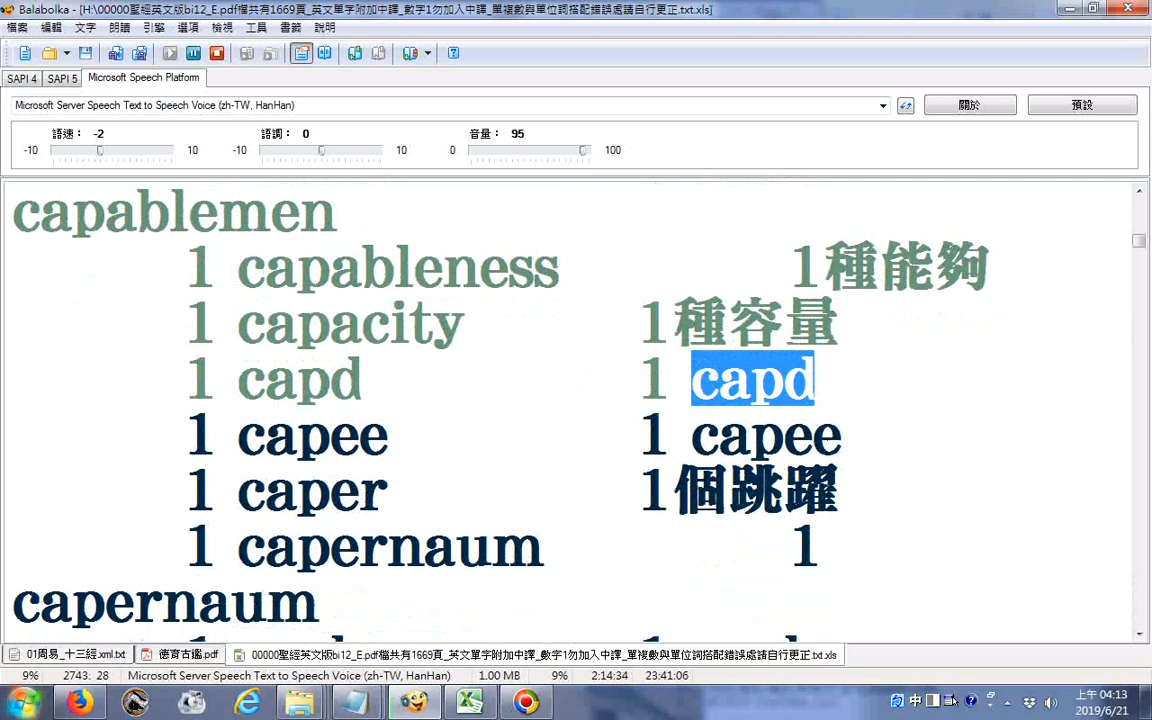 Balabolka - [H:\00000聖經英文版bi12_E.pdf檔共有1669頁_英文單字附加中譯_數字1勿加入中譯_單複數與單位詞搭配錯誤處請自行更正.txt.xls]
檔案 編輯 文字 朗讀 引擎 選項 檢視 工具 書籤 說明
SAPI 4 SAPI 5 Microsoft Speech Platform
Microsoft Server Speech Text to Speech Voice (zh-TW, HanHan) 關於 預設
語速： -2 語調： 0 音量： 95
-10 10 -10 10 0 100
capablemen
1 capableness 1種能夠
1 capacity 1種容量
1 capd 1 capd
1 capee 1 capee
1 caper 1個跳躍
1 capernaum 1
capernaum
01周易_十三經.xml.txt 德育古鑑.pdf 00000聖經英文版bi12_E.pdf檔共有1669頁_英文單字附加中譯_數字1勿加入中譯_單複數與單位詞搭配錯誤處請自行更正.txt.xls
9% 2743: 28 Microsoft Server Speech Text to Speech Voice (zh-TW, HanHan) 1.00 MB 9% 2:14:34 23:41:06
中 上午 04:13
2019/6/21